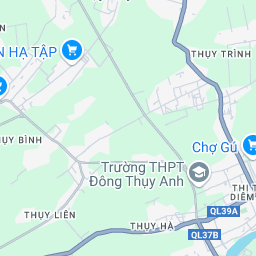 THỤY TRÌNH
N HẠ TẬP
THỤY BÌNH
Chợ Gú
Trường THPT
Đông Thụy Anh
THỊ T
DIÊM
THỤY LIÊN
QL39A
THỤY HÀ
QL37B